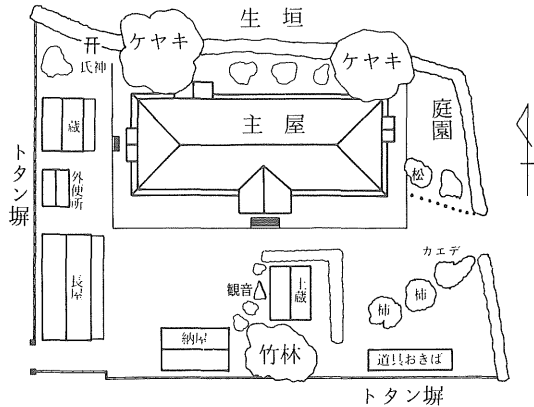 生垣
ケヤキ
ケヤキ
氏神
主屋
庭園
蔵
トタン塀
外便所
松
長屋
カエデ
観音
土蔵
柿
柿
納屋
竹林
道具おきば
トタン塀